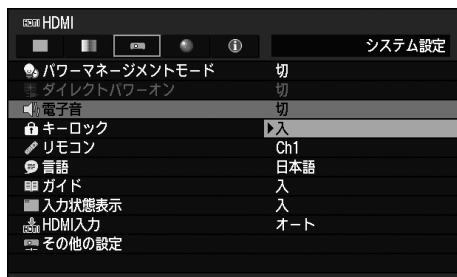 HDMI HDMI
システム設定
パワーマネージメントモード 切
ダイレクトパワーオン 切
電子音 切
キーロック ▶入
リモコン Ch1
言語 日本語
ガイド 入
入力状態表示 入
HDMI入力 オート
その他の設定